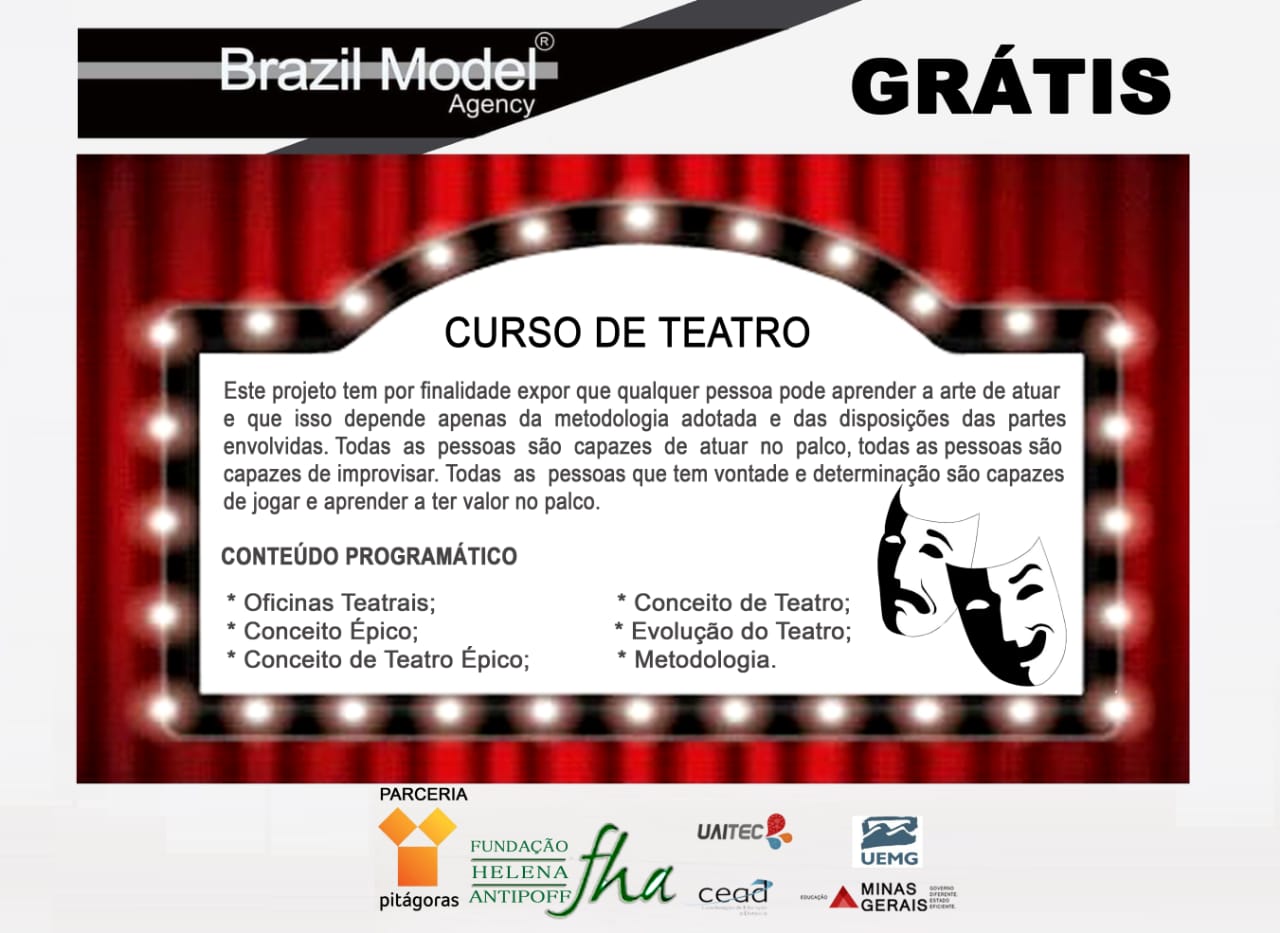 Brazil Model®
Agency
GRÁTIS
CURSO DE TEATRO
Este projeto tem por finalidade expor que qualquer pessoa pode aprender a arte de atuar
e que isso depende apenas da metodologia adotada e das disposições das partes
envolvidas. Todas as pessoas são capazes de atuar no palco, todas as pessoas são
capazes de improvisar. Todas as pessoas que tem vontade e determinação são capazes
de jogar e aprender a ter valor no palco.
CONTEÚDO PROGRAMÁTICO
* Oficinas Teatrais;
* Conceito Épico;
* Conceito de Teatro Épico;
* Conceito de Teatro;
* Evolução do Teatro;
* Metodologia.
PARCERIA
pitágoras
FUNDAÇÃO
HELENA
ANTIPOFF
fha
UAITEC
cead
UEMG
EDUCAÇÃO
MINAS
GERAIS
GOVERNO
DIFERENTE.
ESTADO
EFICIENTE.